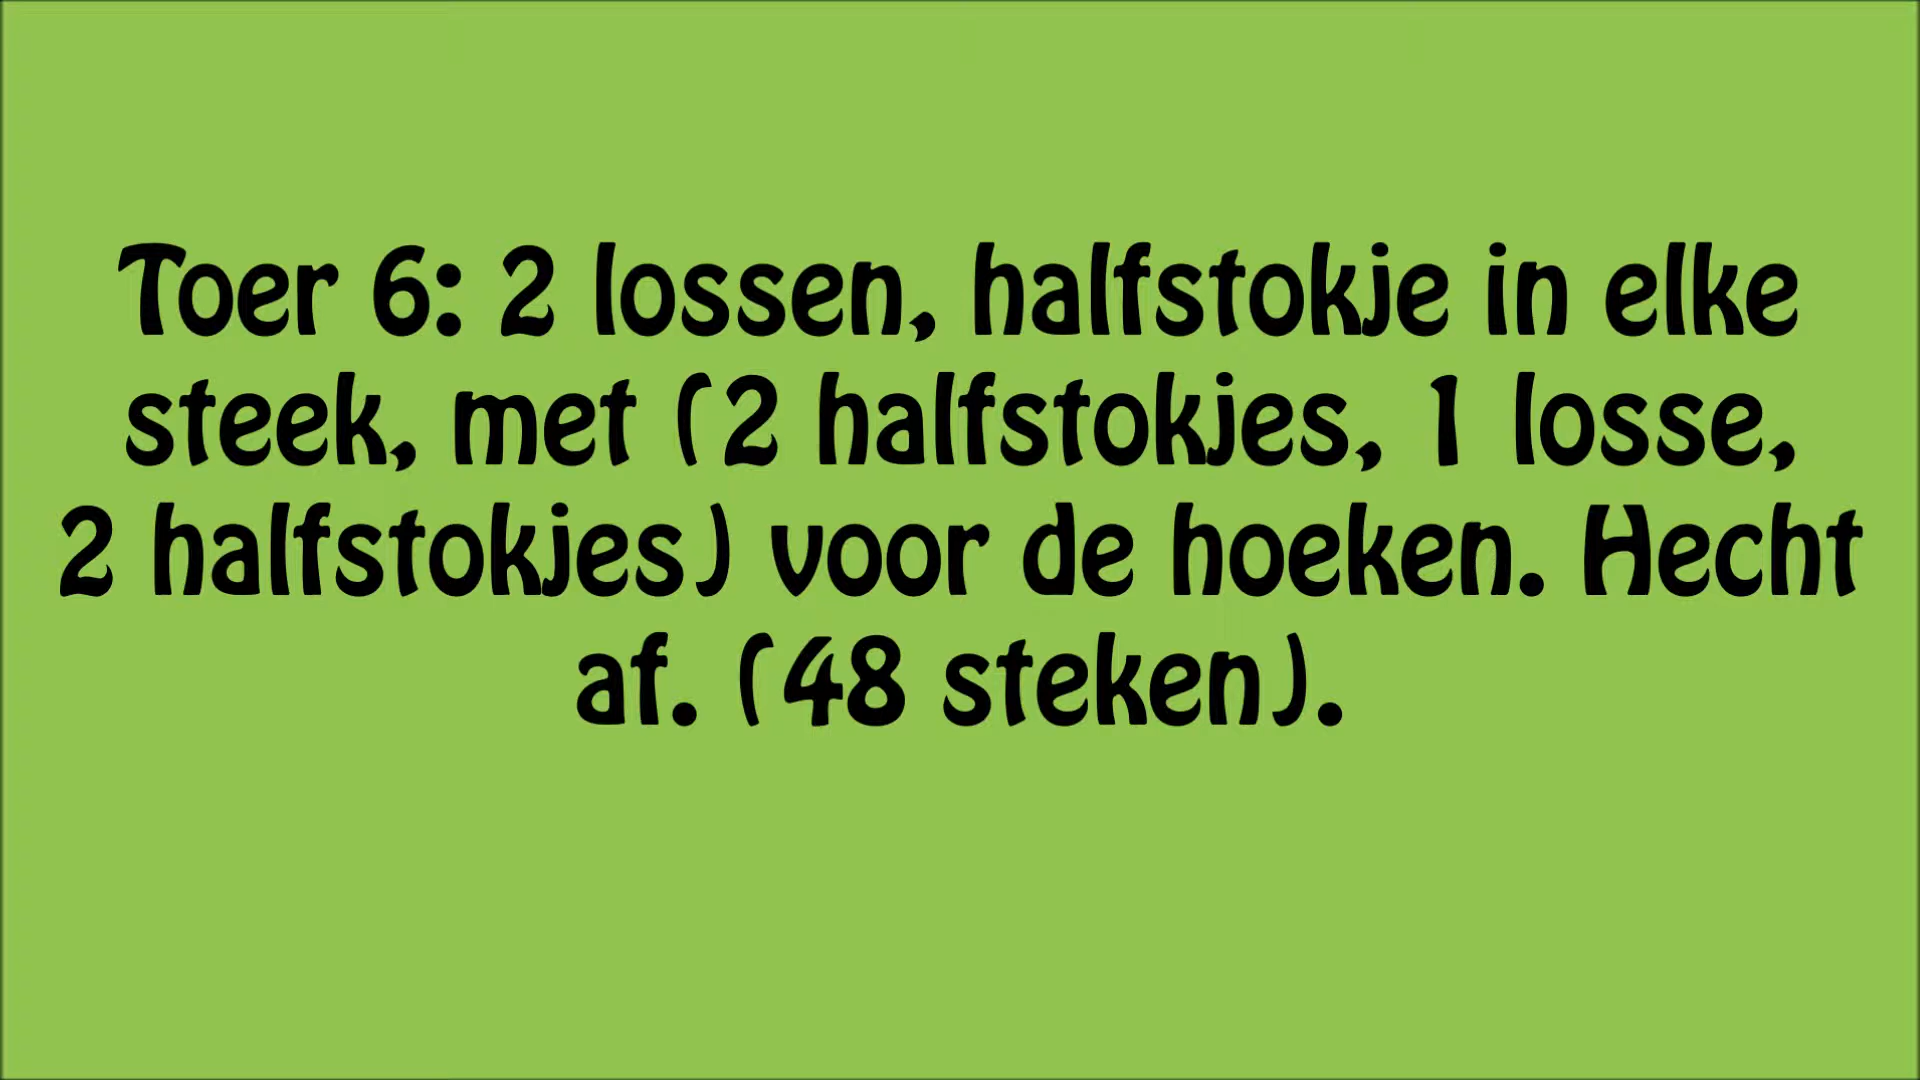 Toer 6: 2 lossen, halfstokje in elke
steek, met (2 halfstokjes, 1 losse,
2 halfstokjes) voor de hoeken. Hecht
af. (48 steken).